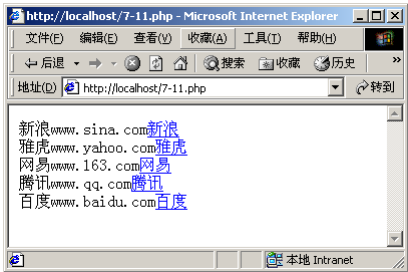 http://localhost/7-11.php - Microsoft Internet Explorer
文件(F) 编辑(E) 查看(V) 收藏(A) 工具(T) 帮助(H)
后退 搜索 收藏 历史 »
地址(D) http://localhost/7-11.php 转到
新浪www.sina.com新浪
雅虎www.yahoo.com雅虎
网易www.163.com网易
腾讯www.qq.com腾讯
百度www.baidu.com百度
本地 Intranet